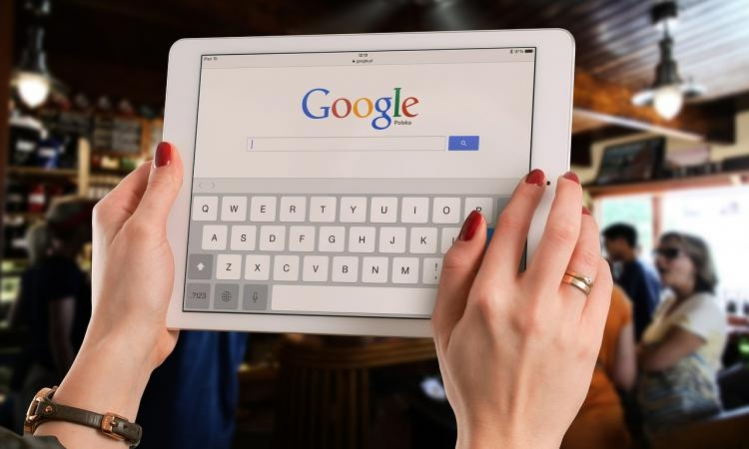 Google
Polska
Q W E R T Y U I O P
A S D F G H J K L
Z X C V B N M !
.?123